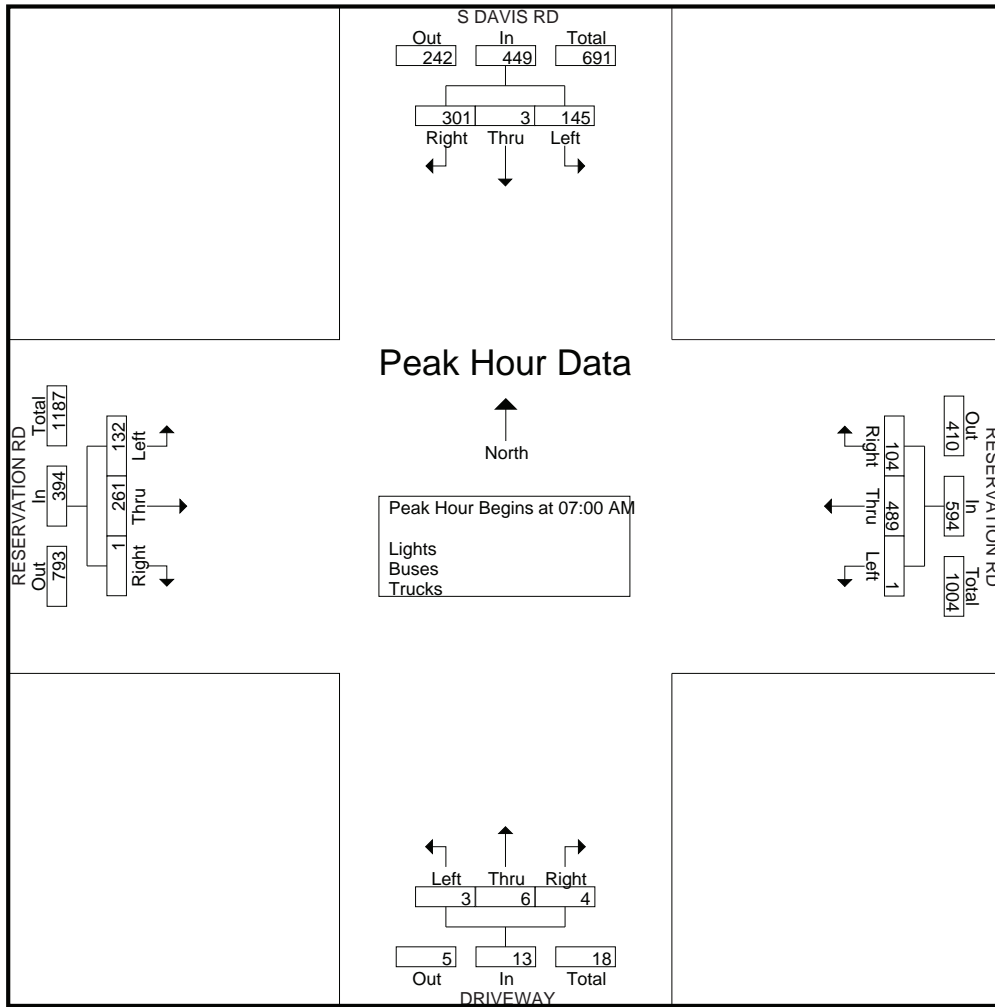 S DAVIS RD
Out In Total
242 449 691
301 3 145
Right Thru Left
Peak Hour Data
North
Peak Hour Begins at 07:00 AM
Lights
Buses
Trucks
RESERVATION RD
Total In Out
1187 394 793
132 261 1
Left Thru Right
Right Thru Left
104 489 1
Out In Total
410 594 1004
RESERVATION RD
Left Thru Right
3 6 4
5 13 18
Out In Total
DRIVEWAY